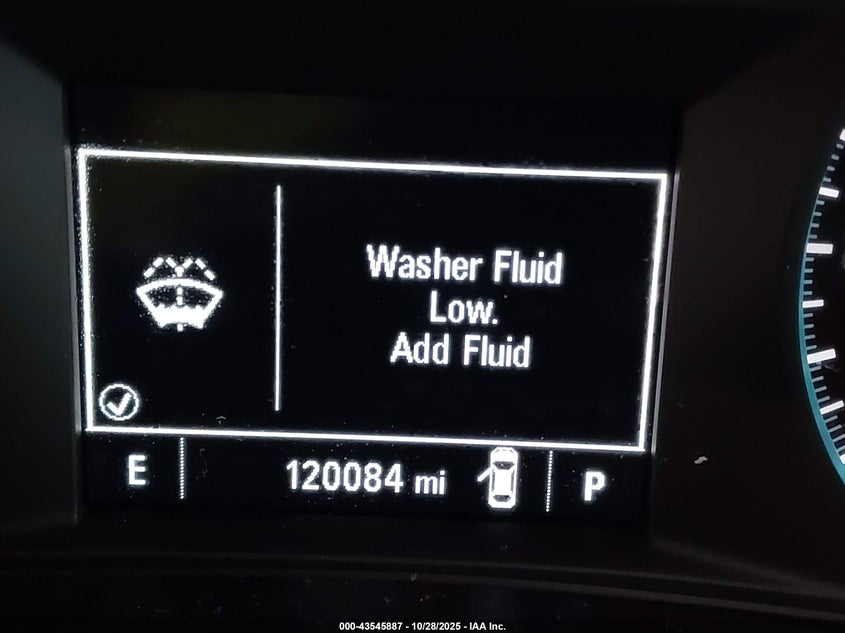 Washer Fluid
Low.
Add Fluid
E 120084 mi P
000-43545887 - 10/28/2025 - IAA Inc.